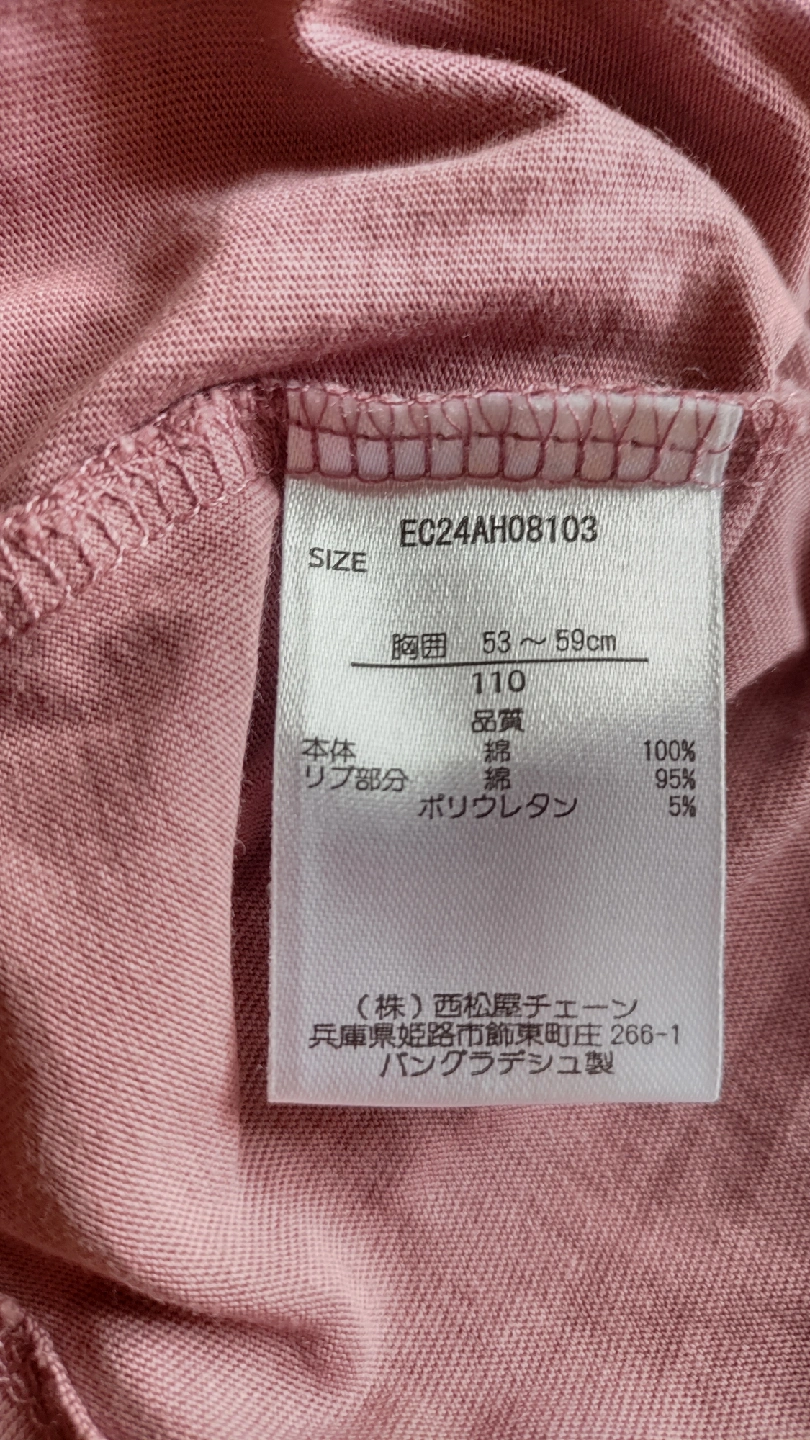 EC24AH08103
SIZE
胸囲 53～59cm
110
品質
本体 綿 100%
リブ部分 綿 95%
ポリウレタン 5%
（株）西松屋チェーン
兵庫県姫路市飾東町庄 266-1
バングラデシュ製